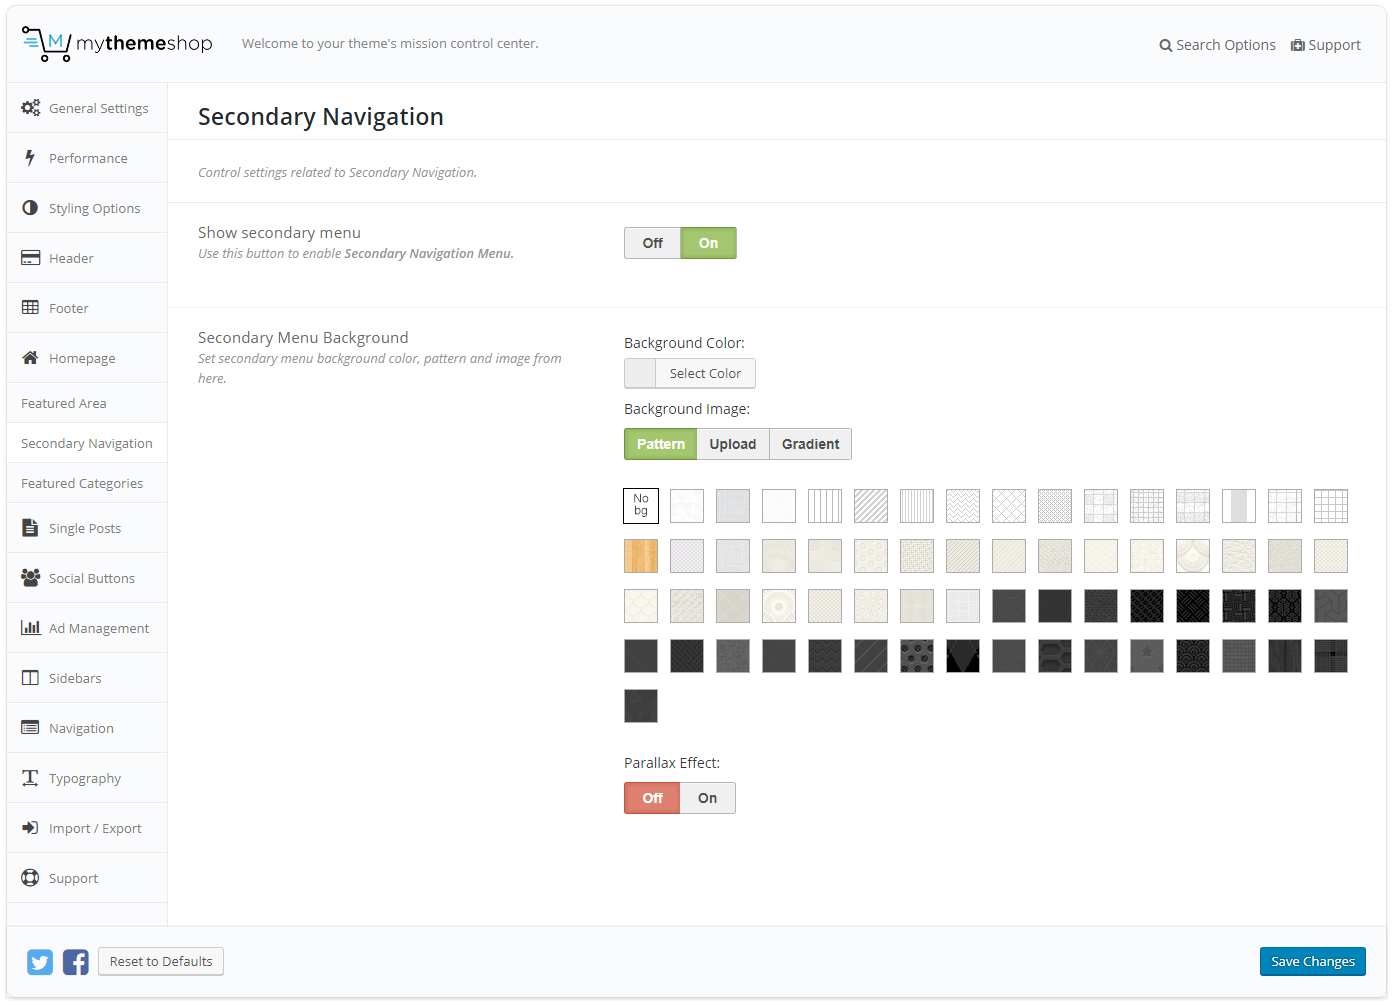 M mythemeshop
Welcome to your theme's mission control center.
Search Options
Support
General Settings
Performance
Styling Options
Header
Footer
Homepage
Featured Area
Secondary Navigation
Featured Categories
Single Posts
Social Buttons
Ad Management
Sidebars
Navigation
Typography
Import / Export
Support
Secondary Navigation
Control settings related to Secondary Navigation.
Show secondary menu
Use this button to enable Secondary Navigation Menu.
Off On
Secondary Menu Background
Set secondary menu background color, pattern and image from
here.
Background Color:
Select Color
Background Image:
Pattern Upload Gradient
No
bg
Parallax Effect:
Off On
Reset to Defaults
Save Changes